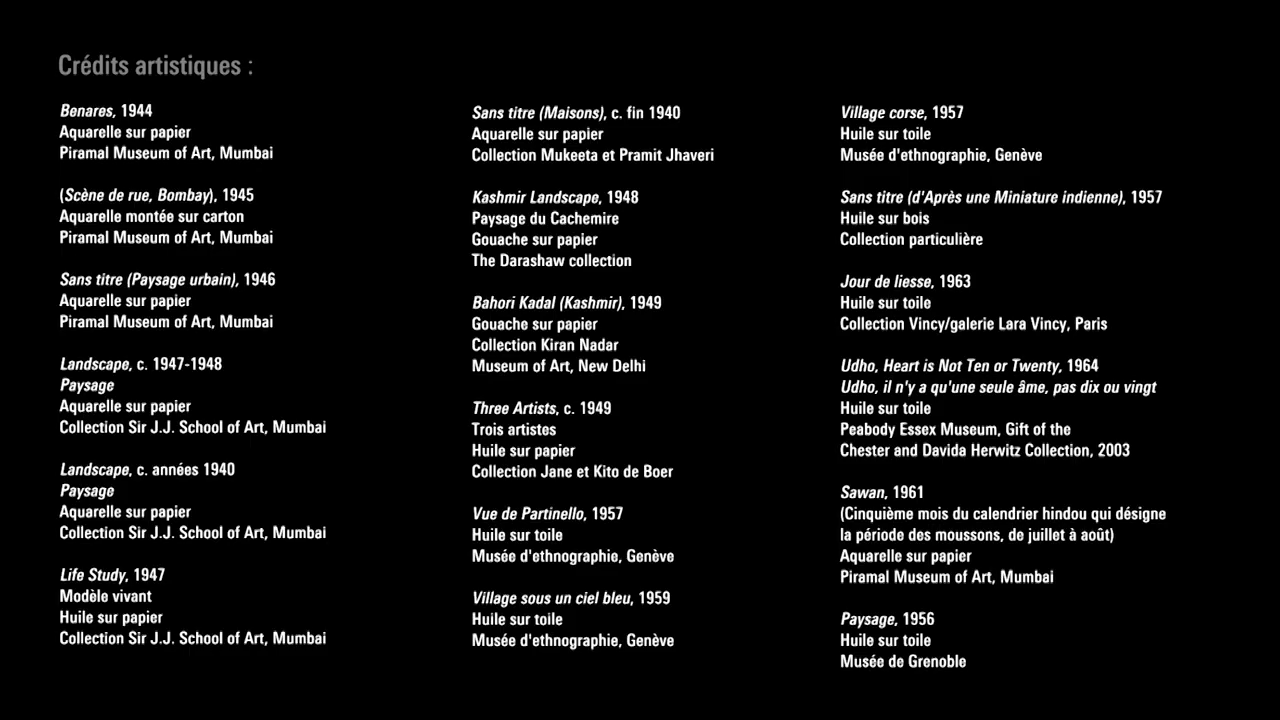 Crédits artistiques :
Benares, 1944
Aquarelle sur papier
Piramal Museum of Art, Mumbai
(Scène de rue, Bombay), 1945
Aquarelle montée sur carton
Piramal Museum of Art, Mumbai
Sans titre (Paysage urbain), 1946
Aquarelle sur papier
Piramal Museum of Art, Mumbai
Landscape, c. 1947-1948
Paysage
Aquarelle sur papier
Collection Sir J.J. School of Art, Mumbai
Landscape, c. années 1940
Paysage
Aquarelle sur papier
Collection Sir J.J. School of Art, Mumbai
Life Study, 1947
Modèle vivant
Huile sur papier
Collection Sir J.J. School of Art, Mumbai
Sans titre (Maisons), c. fin 1940
Aquarelle sur papier
Collection Mukeeta et Pramit Jhaveri
Kashmir Landscape, 1948
Paysage du Cachemire
Gouache sur papier
The Darashaw collection
Bahori Kadal (Kashmir), 1949
Gouache sur papier
Collection Kiran Nadar
Museum of Art, New Delhi
Three Artists, c. 1949
Trois artistes
Huile sur papier
Collection Jane et Kito de Boer
Vue de Partinello, 1957
Huile sur toile
Musée d'ethnographie, Genève
Village sous un ciel bleu, 1959
Huile sur toile
Musée d'ethnographie, Genève
Village corse, 1957
Huile sur toile
Musée d'ethnographie, Genève
Sans titre (d'Après une Miniature indienne), 1957
Huile sur bois
Collection particulière
Jour de liesse, 1963
Huile sur toile
Collection Vincy/galerie Lara Vincy, Paris
Udho, Heart is Not Ten or Twenty, 1964
Udho, il n'y a qu'une seule âme, pas dix ou vingt
Huile sur toile
Peabody Essex Museum, Gift of the
Chester and Davida Herwitz Collection, 2003
Sawan, 1961
(Cinquième mois du calendrier hindou qui désigne
la période des moussons, de juillet à août)
Aquarelle sur papier
Piramal Museum of Art, Mumbai
Paysage, 1956
Huile sur toile
Musée de Grenoble